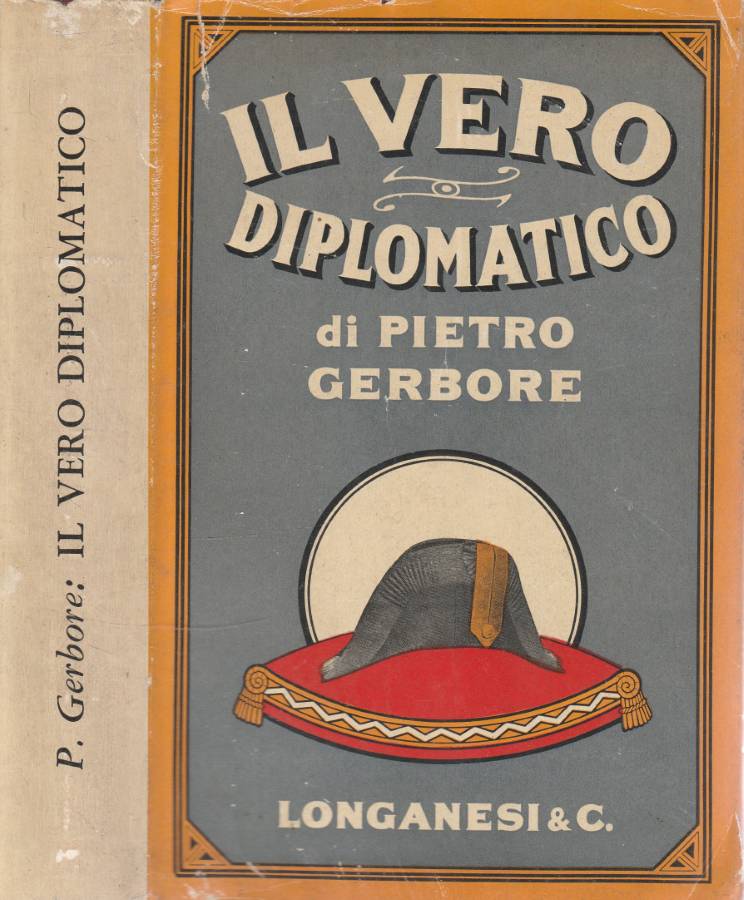 P. Gerbore: IL VERO DIPLOMATICO
IL VERO
DIPLOMATICO
di PIETRO
GERBORE
LONGANESI & C.